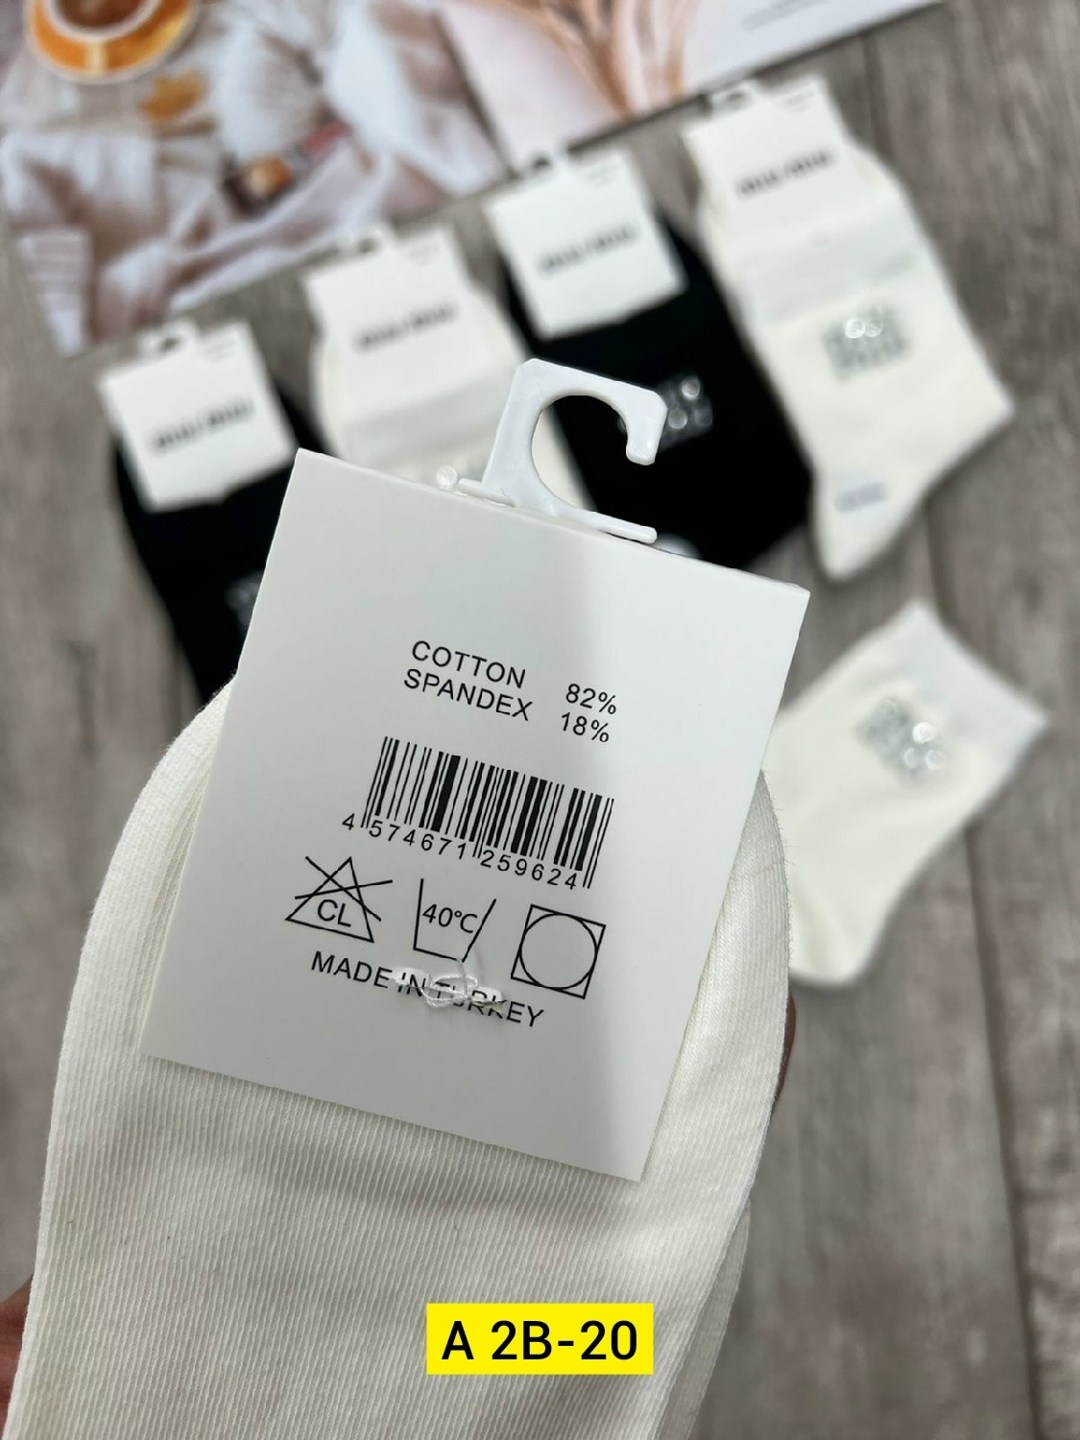 COTTON 82%
SPANDEX 18%
4 574671 259624
CL
40°C
MADE IN TURKEY
A 2B-20